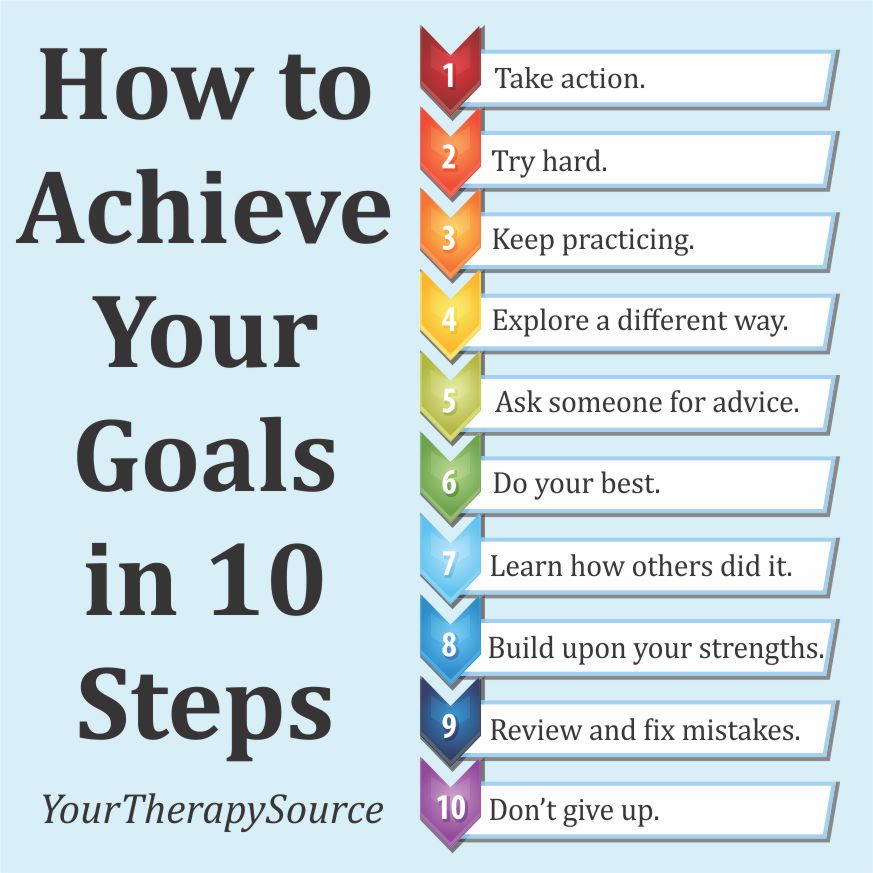 How to
Achieve
Your
Goals
in 10
Steps
YourTherapySource
1 Take action.
2 Try hard.
3 Keep practicing.
4 Explore a different way.
5 Ask someone for advice.
6 Do your best.
7 Learn how others did it.
8 Build upon your strengths.
9 Review and fix mistakes.
10 Don’t give up.